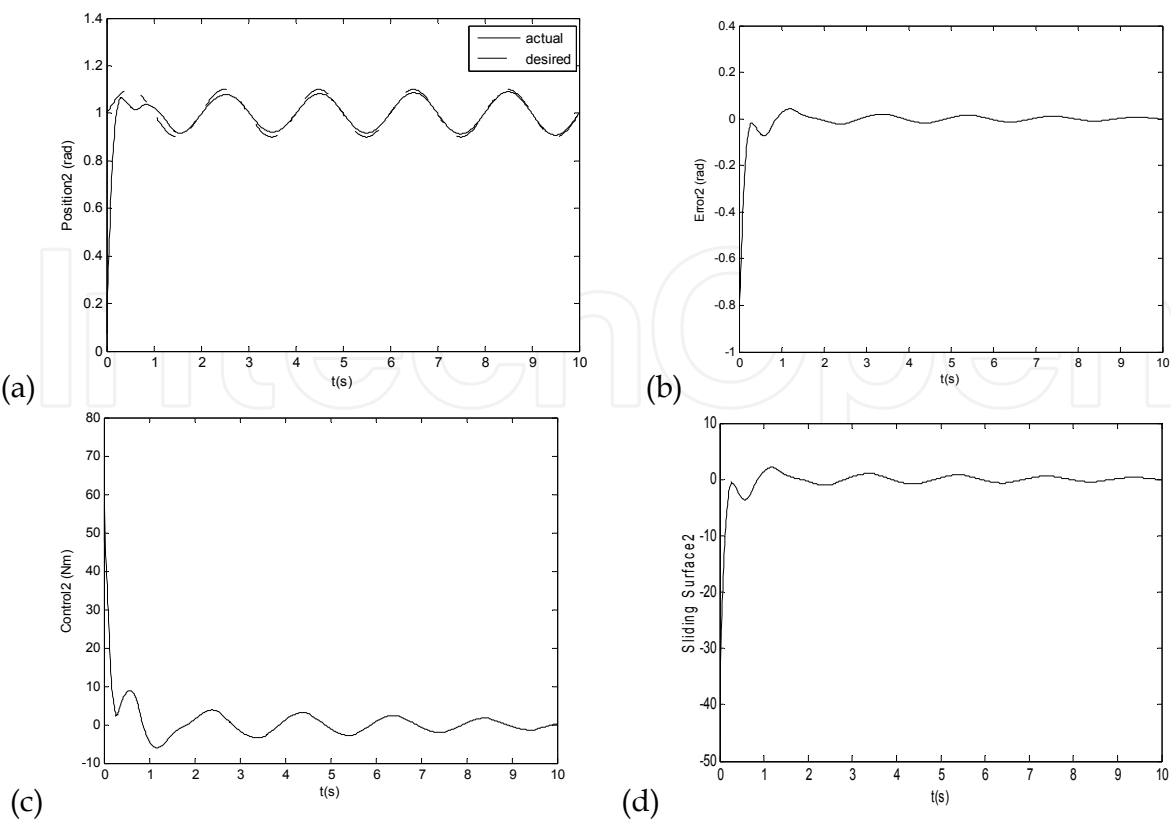 1.4
1.2
1
0.8
0.6
0.4
0.2
0
Position2 (rad)
actual
desired
0 1 2 3 4 5 6 7 8 9 10
t(s)
(a)
0.4
0.2
0
-0.2
-0.4
-0.6
-0.8
-1
Error2 (rad)
0 1 2 3 4 5 6 7 8 9 10
t(s)
(b)
80
70
60
50
40
30
20
10
0
-10
Control2 (Nm)
0 1 2 3 4 5 6 7 8 9 10
t(s)
(c)
10
0
-10
-20
-30
-40
-50
Sliding Surface2
0 1 2 3 4 5 6 7 8 9 10
t(s)
(d)
IntechOpen